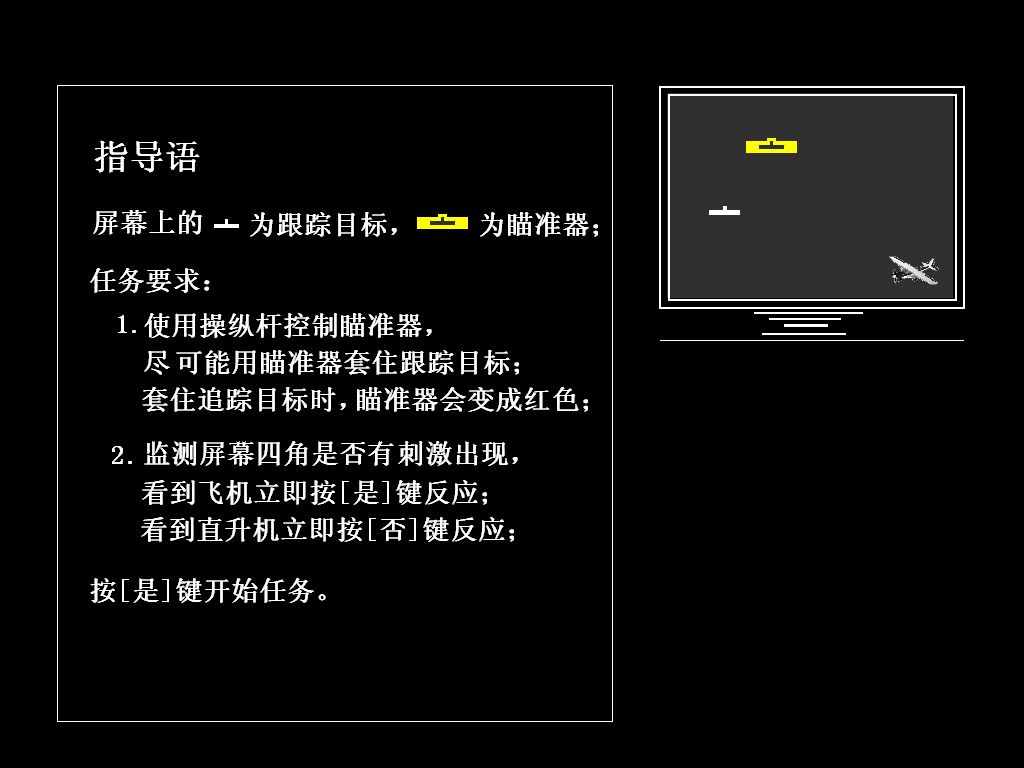 指导语
屏幕上的 为跟踪目标, 为瞄准器;
任务要求:
1. 使用操纵杆控制瞄准器,
尽可能用瞄准器套住跟踪目标;
套住追踪目标时,瞄准器会变成红色;
2. 监测屏幕四角是否有刺激出现,
看到飞机立即按[是]键反应;
看到直升机立即按[否]键反应;
按[是]键开始任务。